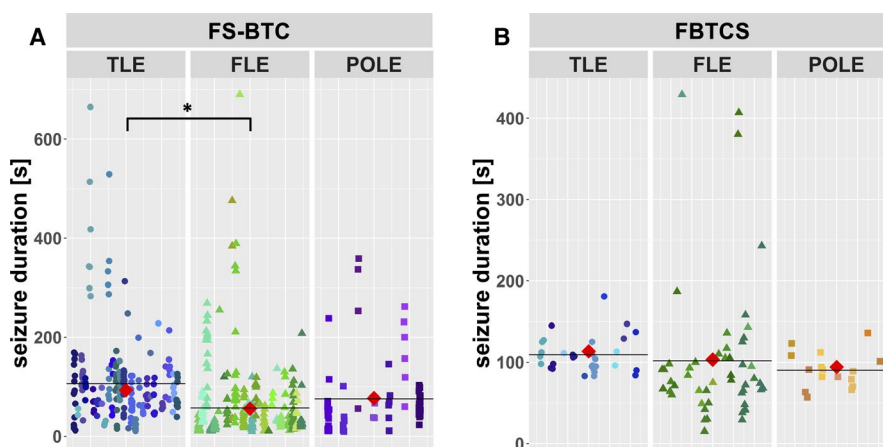 A
FS-BTC
TLE FLE POLE
*
seizure duration [s]
600
400
200
0
B
FBTCS
TLE FLE POLE
seizure duration [s]
400
300
200
100
0